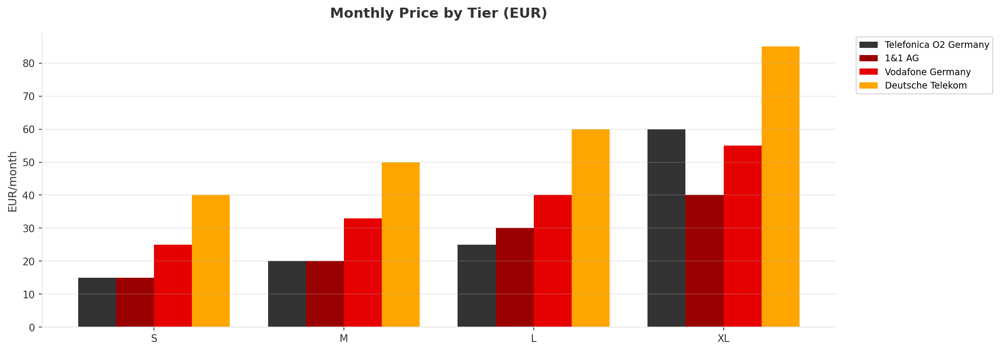 Monthly Price by Tier (EUR)
EUR/month
80
70
60
50
40
30
20
10
0
S
M
L
XL
Telefonica O2 Germany
1&1 AG
Vodafone Germany
Deutsche Telekom